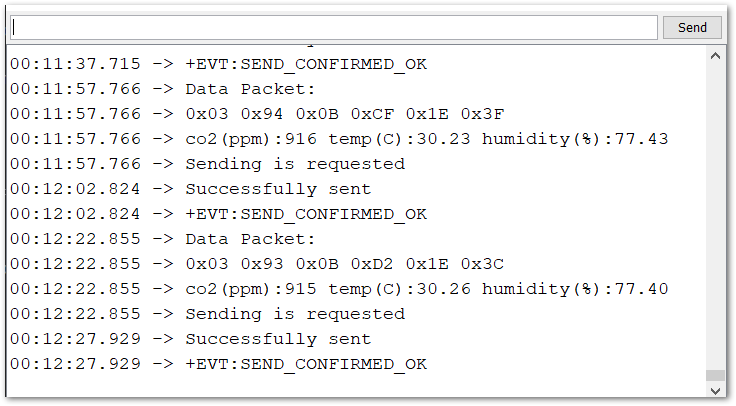 Send
00:11:37.715 -> +EVT:SEND_CONFIRMED_OK
00:11:57.766 -> Data Packet:
00:11:57.766 -> 0x03 0x94 0x0B 0xCF 0x1E 0x3F
00:11:57.766 -> co2(ppm):916 temp(C):30.23 humidity(%):77.43
00:11:57.766 -> Sending is requested
00:12:02.824 -> Successfully sent
00:12:02.824 -> +EVT:SEND_CONFIRMED_OK
00:12:22.855 -> Data Packet:
00:12:22.855 -> 0x03 0x93 0x0B 0xD2 0x1E 0x3C
00:12:22.855 -> co2(ppm):915 temp(C):30.26 humidity(%):77.40
00:12:22.855 -> Sending is requested
00:12:27.929 -> Successfully sent
00:12:27.929 -> +EVT:SEND_CONFIRMED_OK